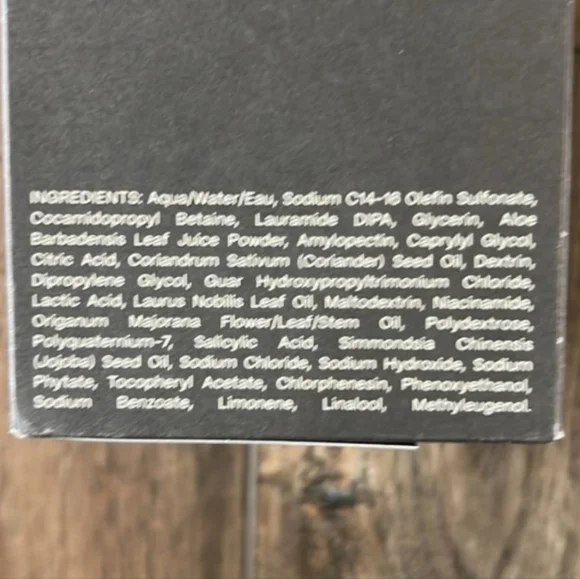 INGREDIENTS: Aqua/Water/Eau, Sodium C14-16 Olefin Sulfonate,
Cocamidopropyl Betaine, Lauramide DIPA, Glycerin, Aloe
Barbadensis Leaf Juice Powder, Amylopectin, Caprylyl Glycol,
Citric Acid, Coriandrum Sativum (Coriander) Seed Oil, Dextrin,
Dipropylene Glycol, Guar Hydroxypropyltrimonium Chloride,
Lactic Acid, Laurus Nobilis Leaf Oil, Maltodextrin, Niacinamide,
Origanum Majorana Flower/Leaf/Stem Oil, Polydextrose,
Polyquaternium-7, Salicylic Acid, Simmondsia Chinensis
(Jojoba) Seed Oil, Sodium Chloride, Sodium Hydroxide, Sodium
Phytate, Tocopheryl Acetate, Chlorphenesin, Phenoxyethanol,
Sodium Benzoate, Limonene, Linalool, Methyleugenol.